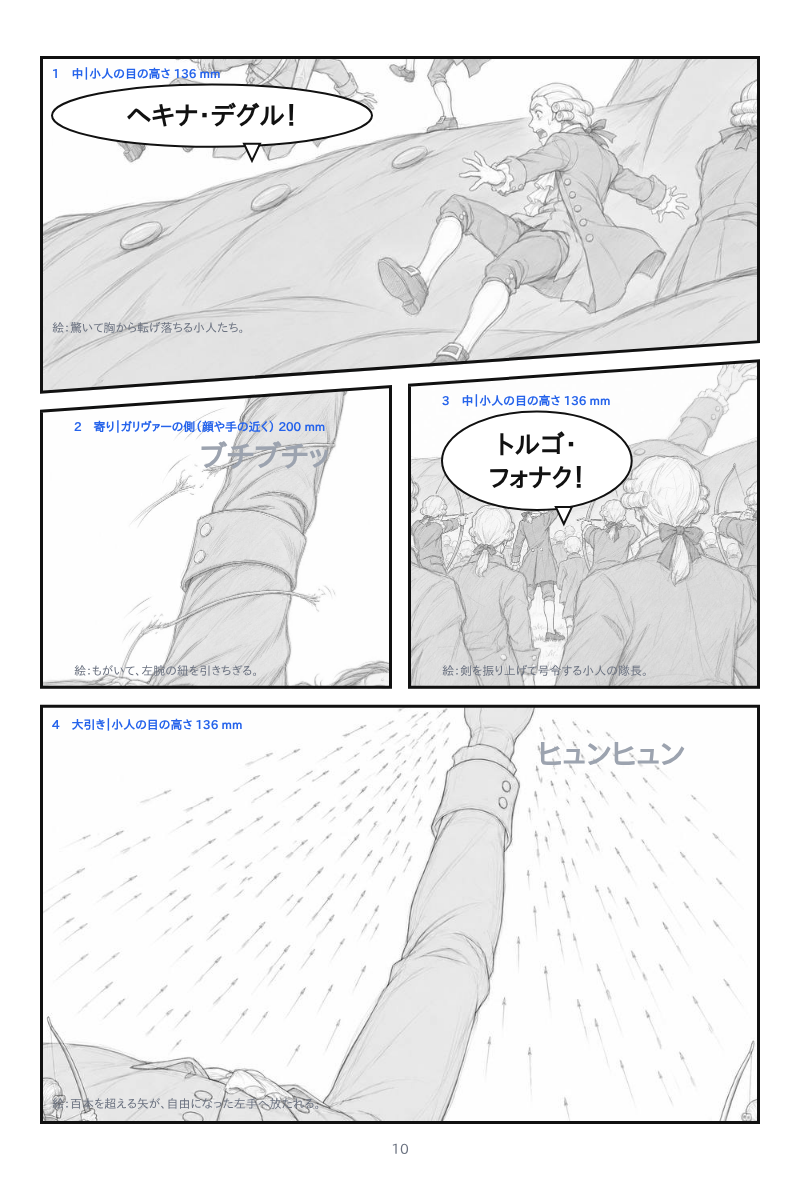 1 中|小人の目の高さ 136 mm
ヘキナ・デグル!
絵:驚いて胸から転げ落ちる小人たち。
2 寄り|ガリヴァーの側(顔や手の近く) 200 mm
ブチブチッ
絵:もがいて、左腕の紐を引きちぎる。
3 中|小人の目の高さ 136 mm
トルゴ・
フォナク!
絵:剣を振り上げて号令する小人の隊長。
4 大引き|小人の目の高さ 136 mm
ヒュンヒュン
絵:百本を超える矢が、自由になった左手へ放たれる。
10